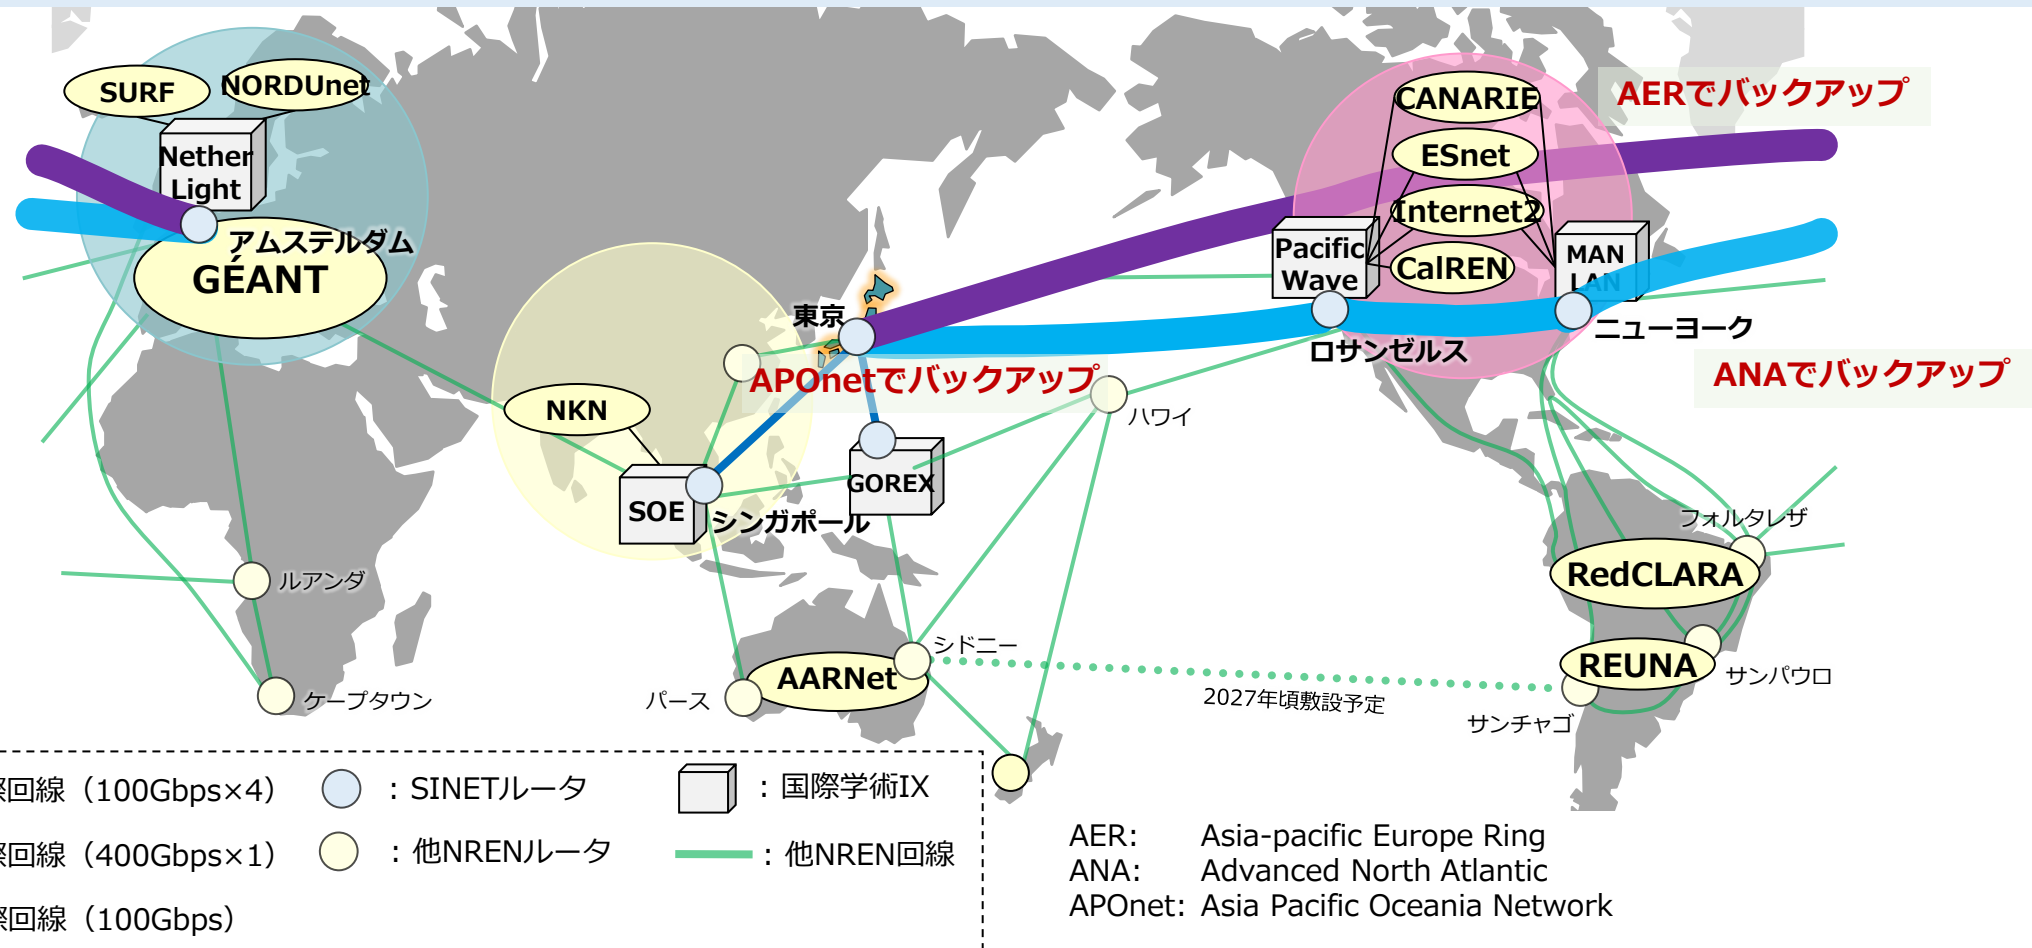 SURF
NORDUnet
Nether
Light
アムステルダム
GÉANT
CANARIE
ESnet
Internet2
CalREN
Pacific
Wave
MAN
LAN
AERでバックアップ
東京
ロサンゼルス
ニューヨーク
APOnetでバックアップ
ANAでバックアップ
NKN
ハワイ
SOE
GOREX
シンガポール
フォルタレザ
RedCLARA
ルアンダ
シドニー
AARNet
REUNA
サンパウロ
ケープタウン
パース
2027年頃敷設予定
サンチャゴ
際回線（100Gbps×4）
：SINETルータ
：国際学術IX
際回線（400Gbps×1）
：他NRENルータ
：他NREN回線
際回線（100Gbps）
AER: Asia-pacific Europe Ring
ANA: Advanced North Atlantic
APOnet: Asia Pacific Oceania Network